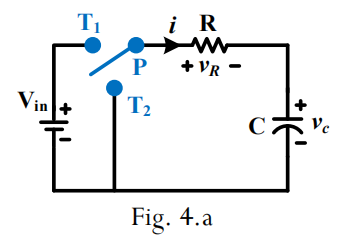 T₁ i R
P + vR −
Vin + T₂ + vc
− C −
Fig. 4.a